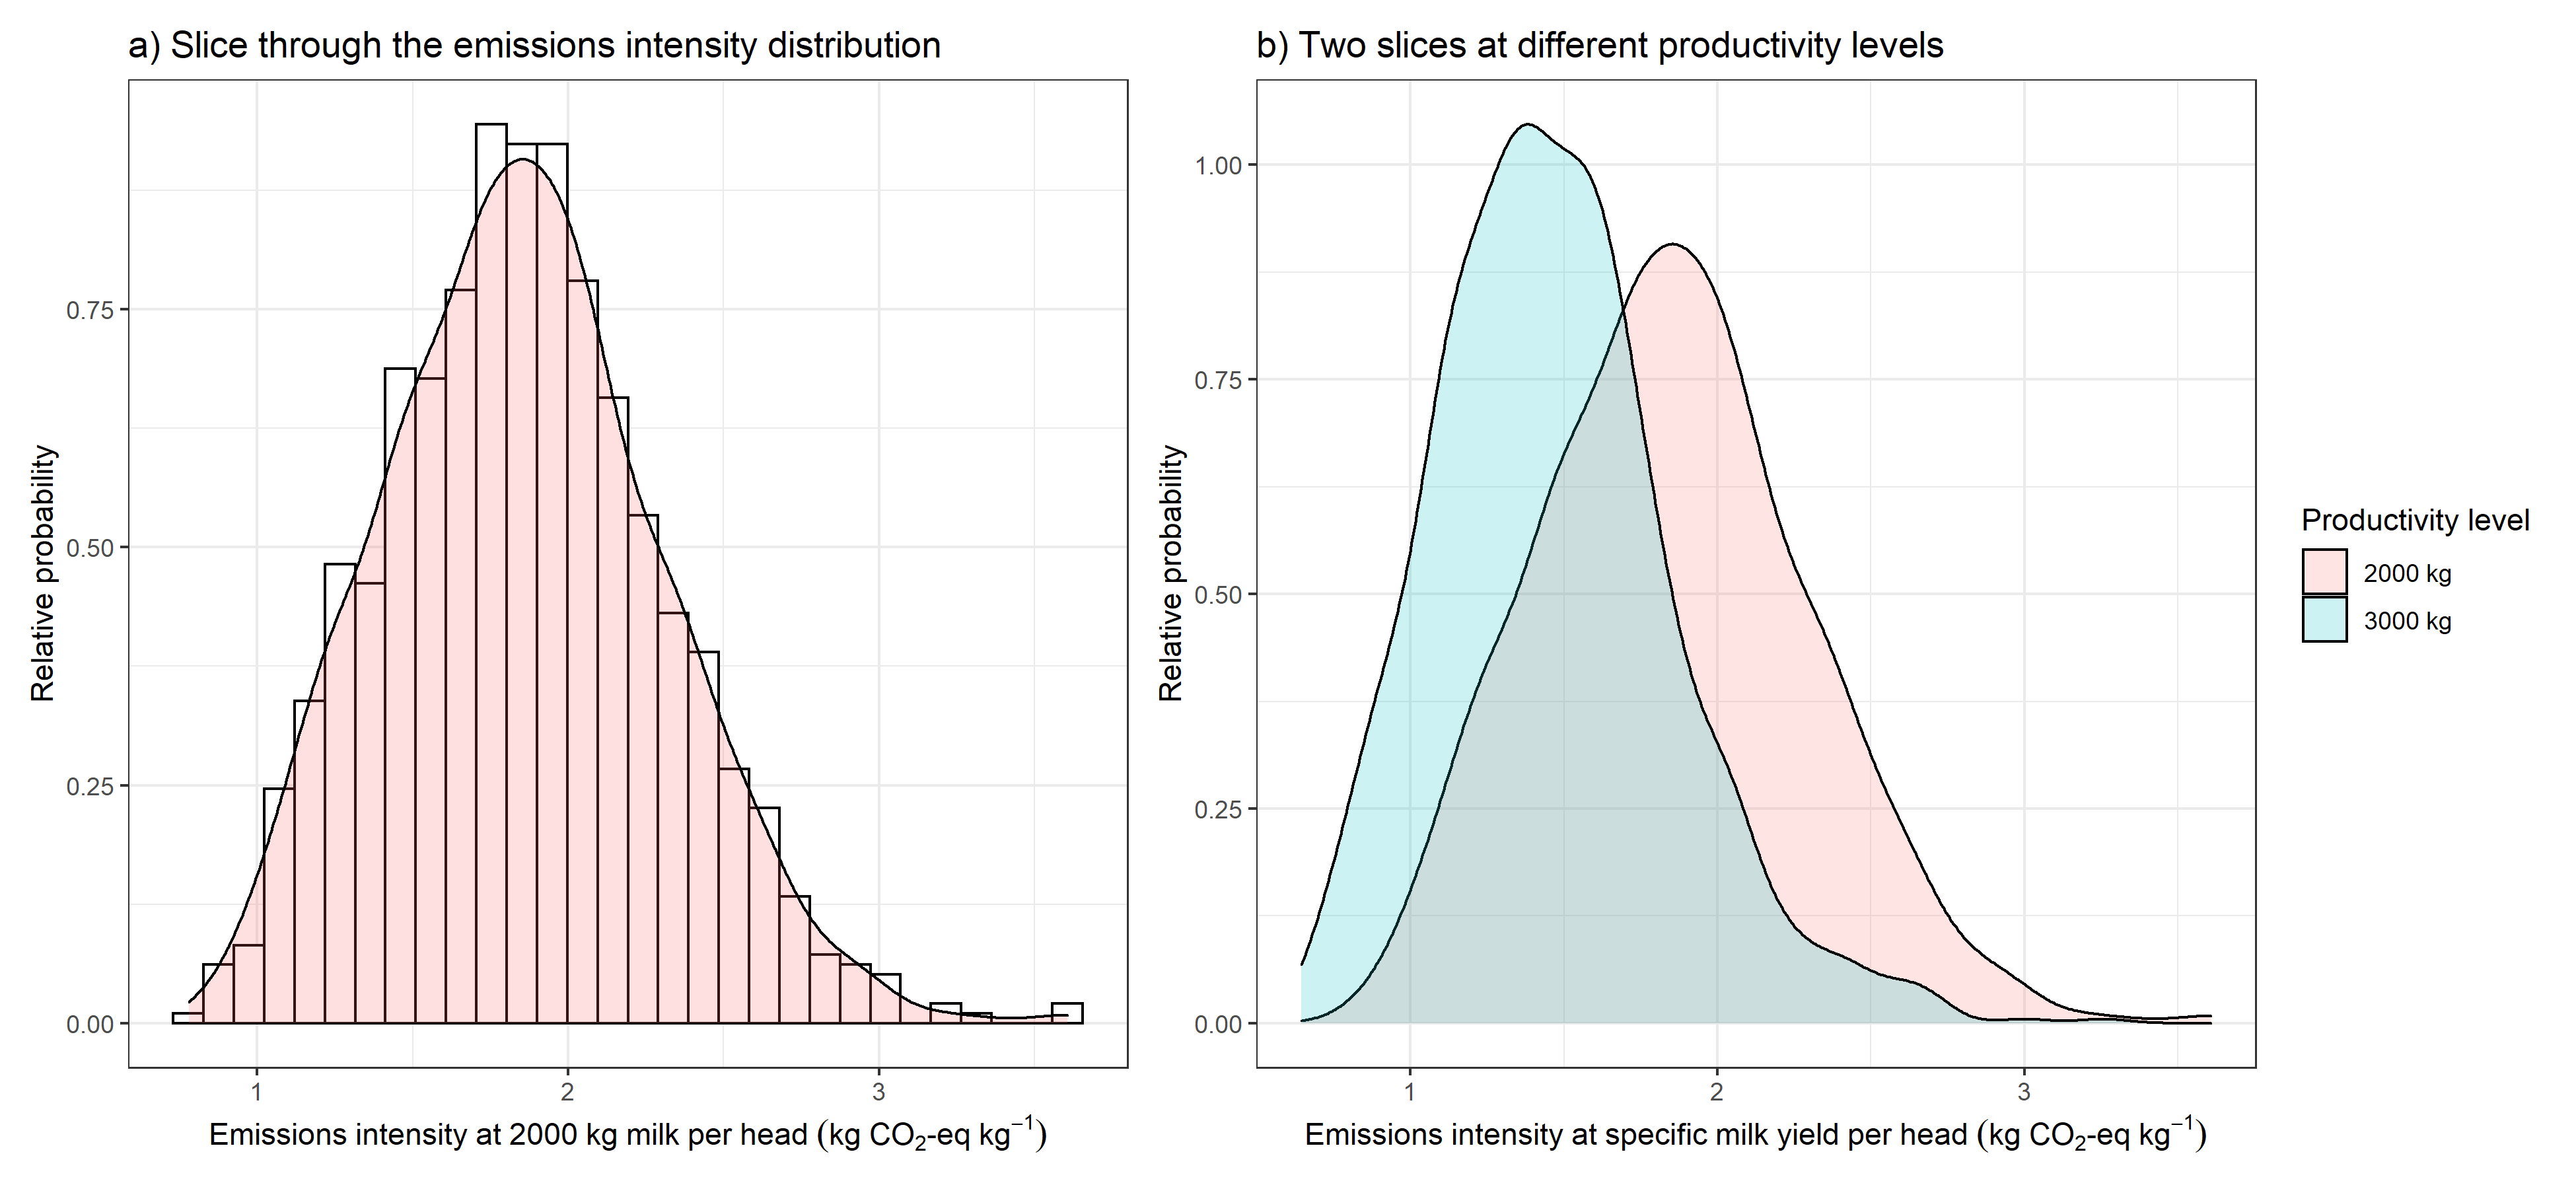 a) Slice through the emissions intensity distribution
Relative probability
0.75
0.50
0.25
0.00
1 2 3
Emissions intensity at 2000 kg milk per head (kg CO₂-eq kg⁻¹)
b) Two slices at different productivity levels
Relative probability
1.00
0.75
0.50
0.25
0.00
1 2 3
Emissions intensity at specific milk yield per head (kg CO₂-eq kg⁻¹)
Productivity level
2000 kg
3000 kg